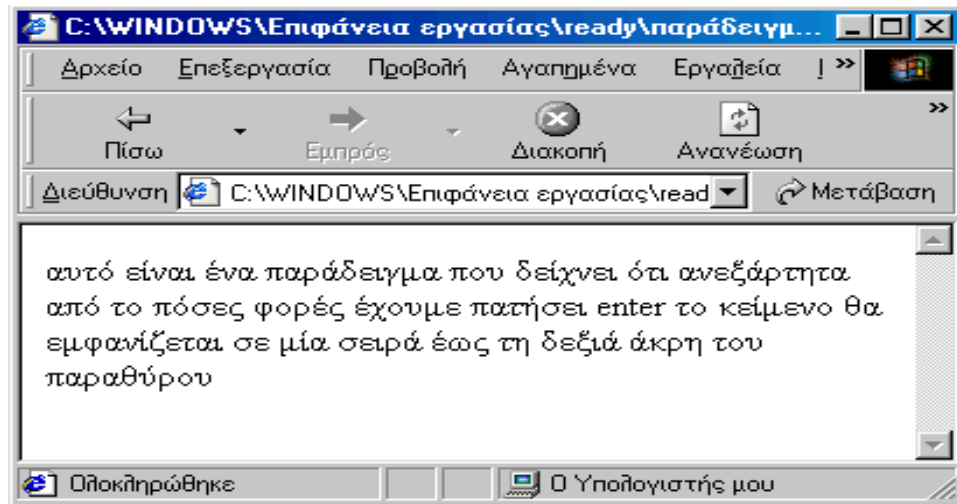 C:\WINDOWS\Επιφάνεια εργασίας\ready\παράδειγμ...
Αρχείο Επεξεργασία Προβολή Αγαπημένα Εργαλεία »
Πίσω Εμπρός Διακοπή Ανανέωση »
Διεύθυνση C:\WINDOWS\Επιφάνεια εργασίας\read Μετάβαση
αυτό είναι ένα παράδειγμα που δείχνει ότι ανεξάρτητα
από το πόσες φορές έχουμε πατήσει enter το κείμενο θα
εμφανίζεται σε μία σειρά έως τη δεξιά άκρη του
παραθύρου
Ολοκληρώθηκε Ο Υπολογιστής μου